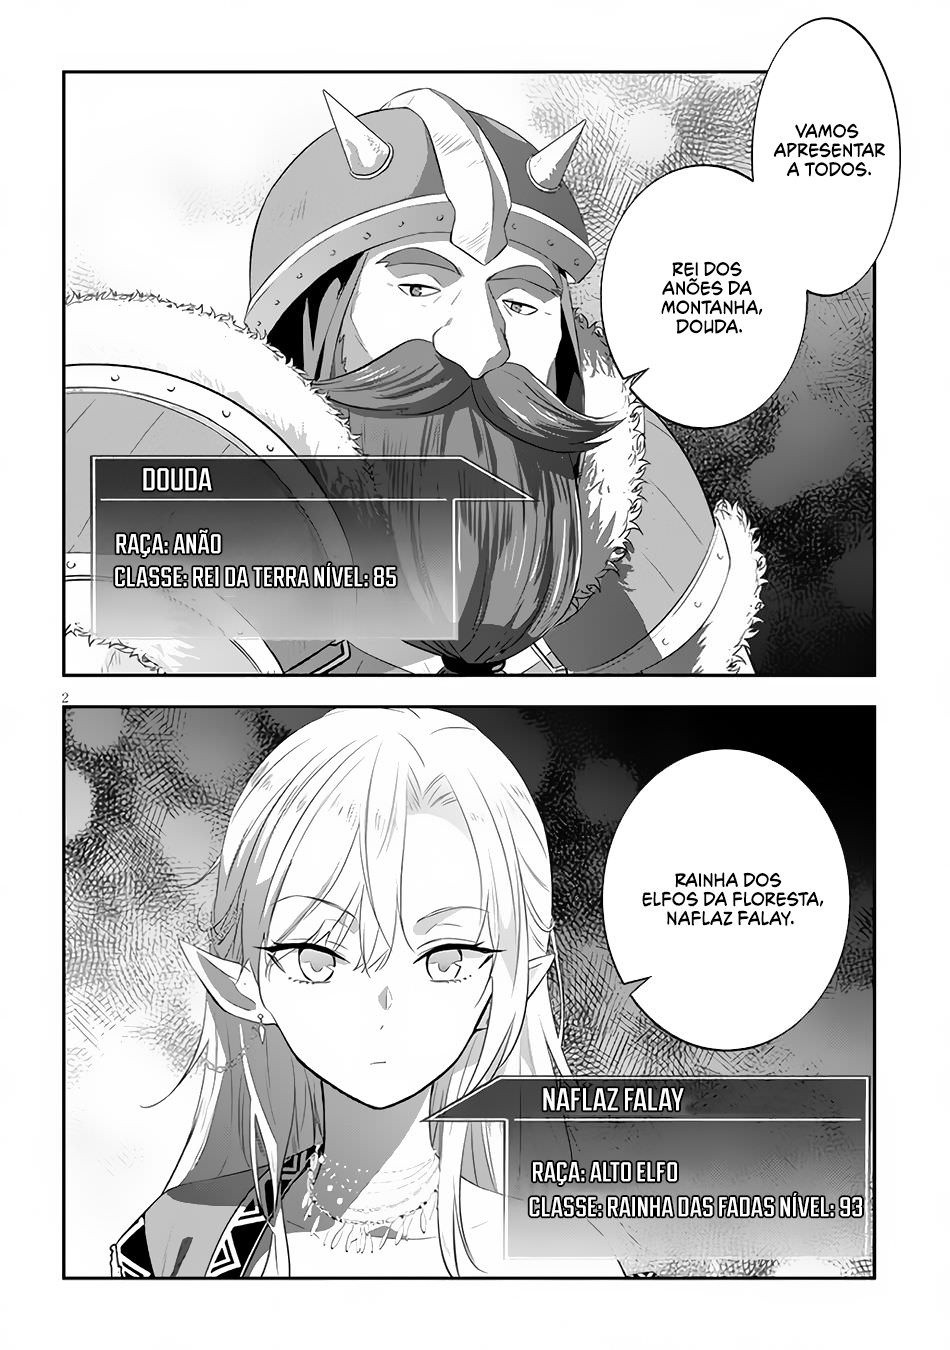 VAMOS
APRESENTAR
A TODOS.
REI DOS
ANÕES DA
MONTANHA,
DOUDA.
DOUDA
RAÇA: ANÃO
CLASSE: REI DA TERRA NÍVEL: 85
2
RAINHA DOS
ELFOS DA FLORESTA,
NAFLAZ FALAY.
NAFLAZ FALAY
RAÇA: ALTO ELFO
CLASSE: RAINHA DAS FADAS NÍVEL: 93